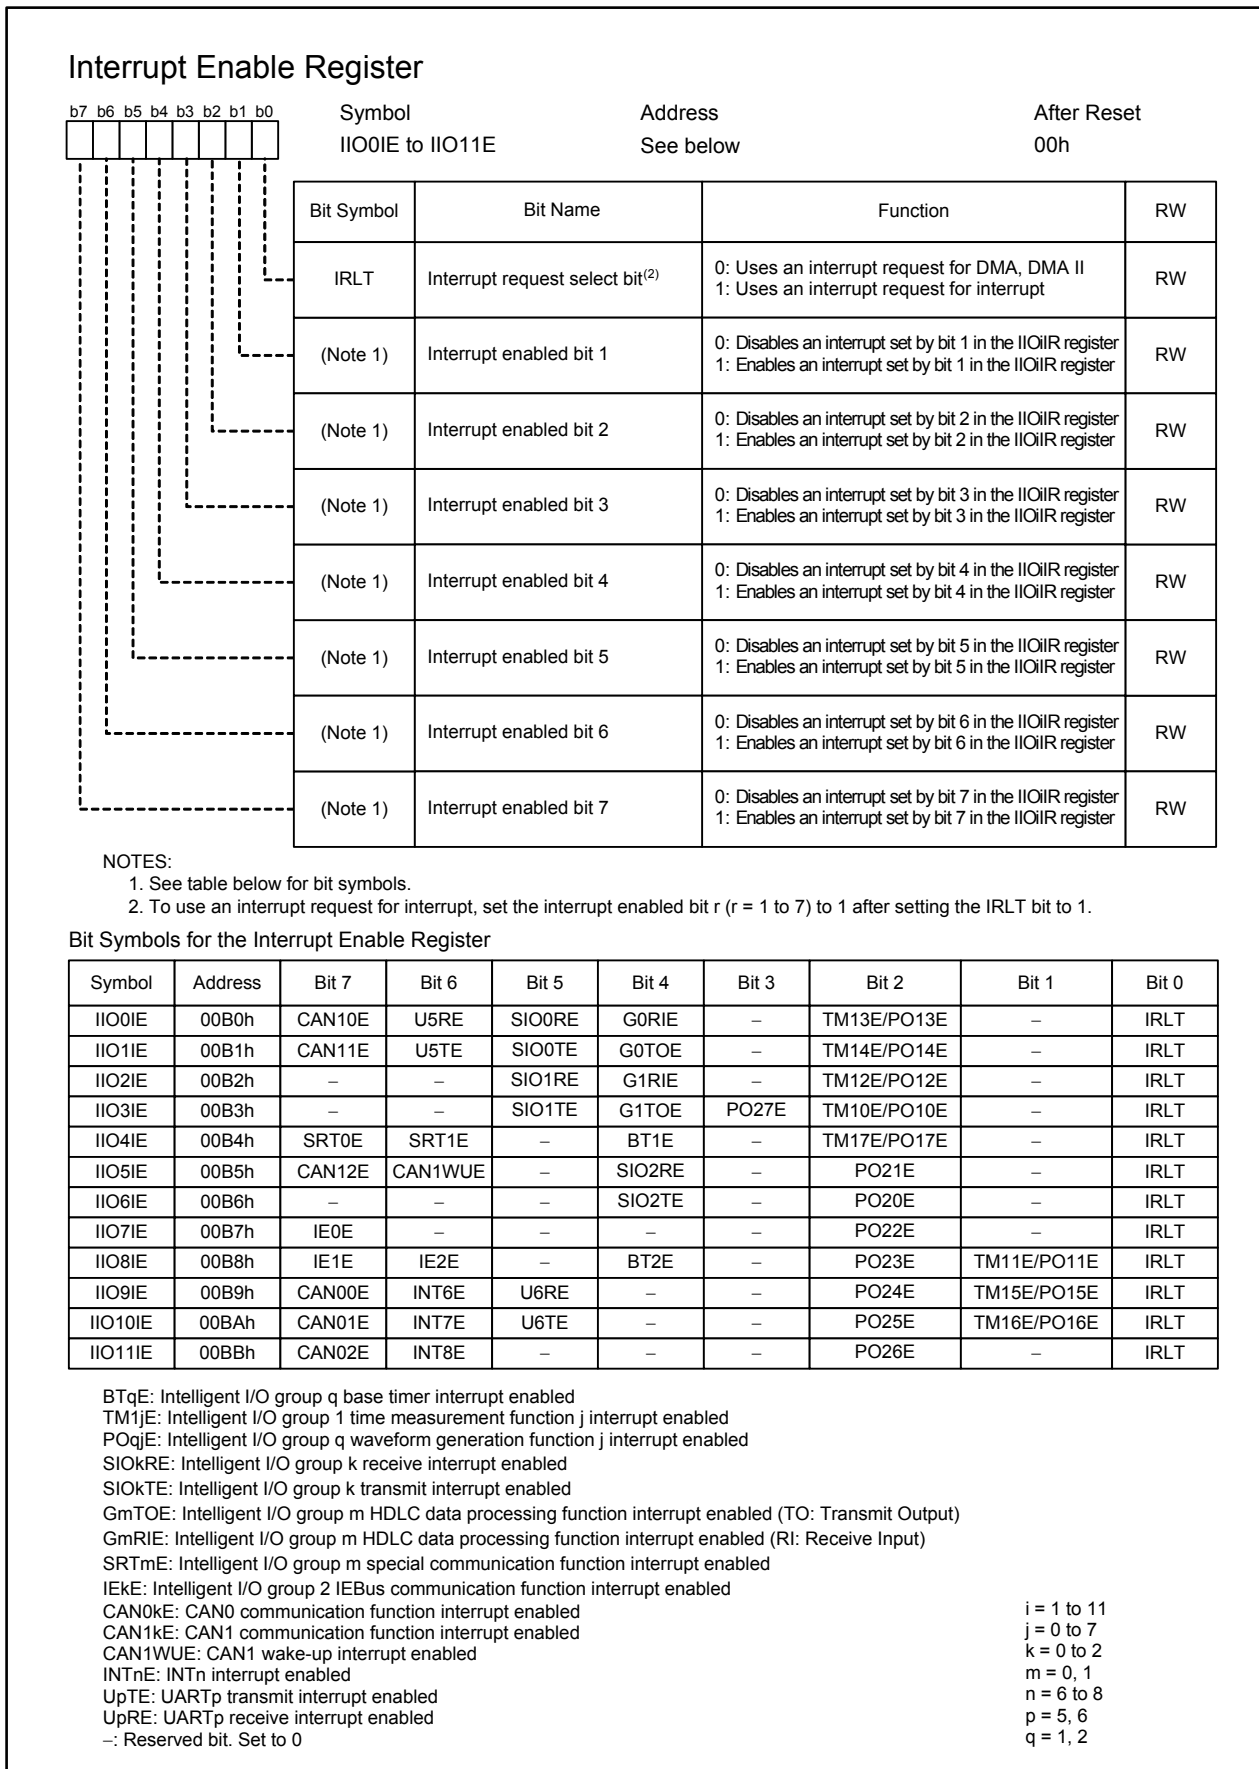 Interrupt Enable Register
b7 b6 b5 b4 b3 b2 b1 b0
Symbol Address After Reset
IIO0IE to IIO11E See below 00h
Bit Symbol Bit Name Function RW
IRLT Interrupt request select bit(2) 0: Uses an interrupt request for DMA, DMA II
1: Uses an interrupt request for interrupt RW
(Note 1) Interrupt enabled bit 1 0: Disables an interrupt set by bit 1 in the IIOiIR register
1: Enables an interrupt set by bit 1 in the IIOiIR register RW
(Note 1) Interrupt enabled bit 2 0: Disables an interrupt set by bit 2 in the IIOiIR register
1: Enables an interrupt set by bit 2 in the IIOiIR register RW
(Note 1) Interrupt enabled bit 3 0: Disables an interrupt set by bit 3 in the IIOiIR register
1: Enables an interrupt set by bit 3 in the IIOiIR register RW
(Note 1) Interrupt enabled bit 4 0: Disables an interrupt set by bit 4 in the IIOiIR register
1: Enables an interrupt set by bit 4 in the IIOiIR register RW
(Note 1) Interrupt enabled bit 5 0: Disables an interrupt set by bit 5 in the IIOiIR register
1: Enables an interrupt set by bit 5 in the IIOiIR register RW
(Note 1) Interrupt enabled bit 6 0: Disables an interrupt set by bit 6 in the IIOiIR register
1: Enables an interrupt set by bit 6 in the IIOiIR register RW
(Note 1) Interrupt enabled bit 7 0: Disables an interrupt set by bit 7 in the IIOiIR register
1: Enables an interrupt set by bit 7 in the IIOiIR register RW
NOTES:
1. See table below for bit symbols.
2. To use an interrupt request for interrupt, set the interrupt enabled bit r (r = 1 to 7) to 1 after setting the IRLT bit to 1.
Bit Symbols for the Interrupt Enable Register
Symbol Address Bit 7 Bit 6 Bit 5 Bit 4 Bit 3 Bit 2 Bit 1 Bit 0
IIO0IE 00B0h CAN10E U5RE SIO0RE G0RIE – TM13E/PO13E – IRLT
IIO1IE 00B1h CAN11E U5TE SIO0TE G0TOE – TM14E/PO14E – IRLT
IIO2IE 00B2h – – SIO1RE G1RIE – TM12E/PO12E – IRLT
IIO3IE 00B3h – – SIO1TE G1TOE PO27E TM10E/PO10E – IRLT
IIO4IE 00B4h SRT0E SRT1E – BT1E – TM17E/PO17E – IRLT
IIO5IE 00B5h CAN12E CAN1WUE – SIO2RE – PO21E – IRLT
IIO6IE 00B6h – – – SIO2TE – PO20E – IRLT
IIO7IE 00B7h IE0E – – – – PO22E – IRLT
IIO8IE 00B8h IE1E IE2E – BT2E – PO23E TM11E/PO11E IRLT
IIO9IE 00B9h CAN00E INT6E U6RE – – PO24E TM15E/PO15E IRLT
IIO10IE 00BAh CAN01E INT7E U6TE – – PO25E TM16E/PO16E IRLT
IIO11IE 00BBh CAN02E INT8E – – – PO26E – IRLT
BTqE: Intelligent I/O group q base timer interrupt enabled
TM1jE: Intelligent I/O group 1 time measurement function j interrupt enabled
POqjE: Intelligent I/O group q waveform generation function j interrupt enabled
SIOkRE: Intelligent I/O group k receive interrupt enabled
SIOkTE: Intelligent I/O group k transmit interrupt enabled
GmTOE: Intelligent I/O group m HDLC data processing function interrupt enabled (TO: Transmit Output)
GmRIE: Intelligent I/O group m HDLC data processing function interrupt enabled (RI: Receive Input)
SRTmE: Intelligent I/O group m special communication function interrupt enabled
IEkE: Intelligent I/O group 2 IEBus communication function interrupt enabled
CAN0kE: CAN0 communication function interrupt enabled i = 1 to 11
CAN1kE: CAN1 communication function interrupt enabled j = 0 to 7
CAN1WUE: CAN1 wake-up interrupt enabled k = 0 to 2
INTnE: INTn interrupt enabled m = 0, 1
UpTE: UARTp transmit interrupt enabled n = 6 to 8
UpRE: UARTp receive interrupt enabled p = 5, 6
–: Reserved bit. Set to 0 q = 1, 2